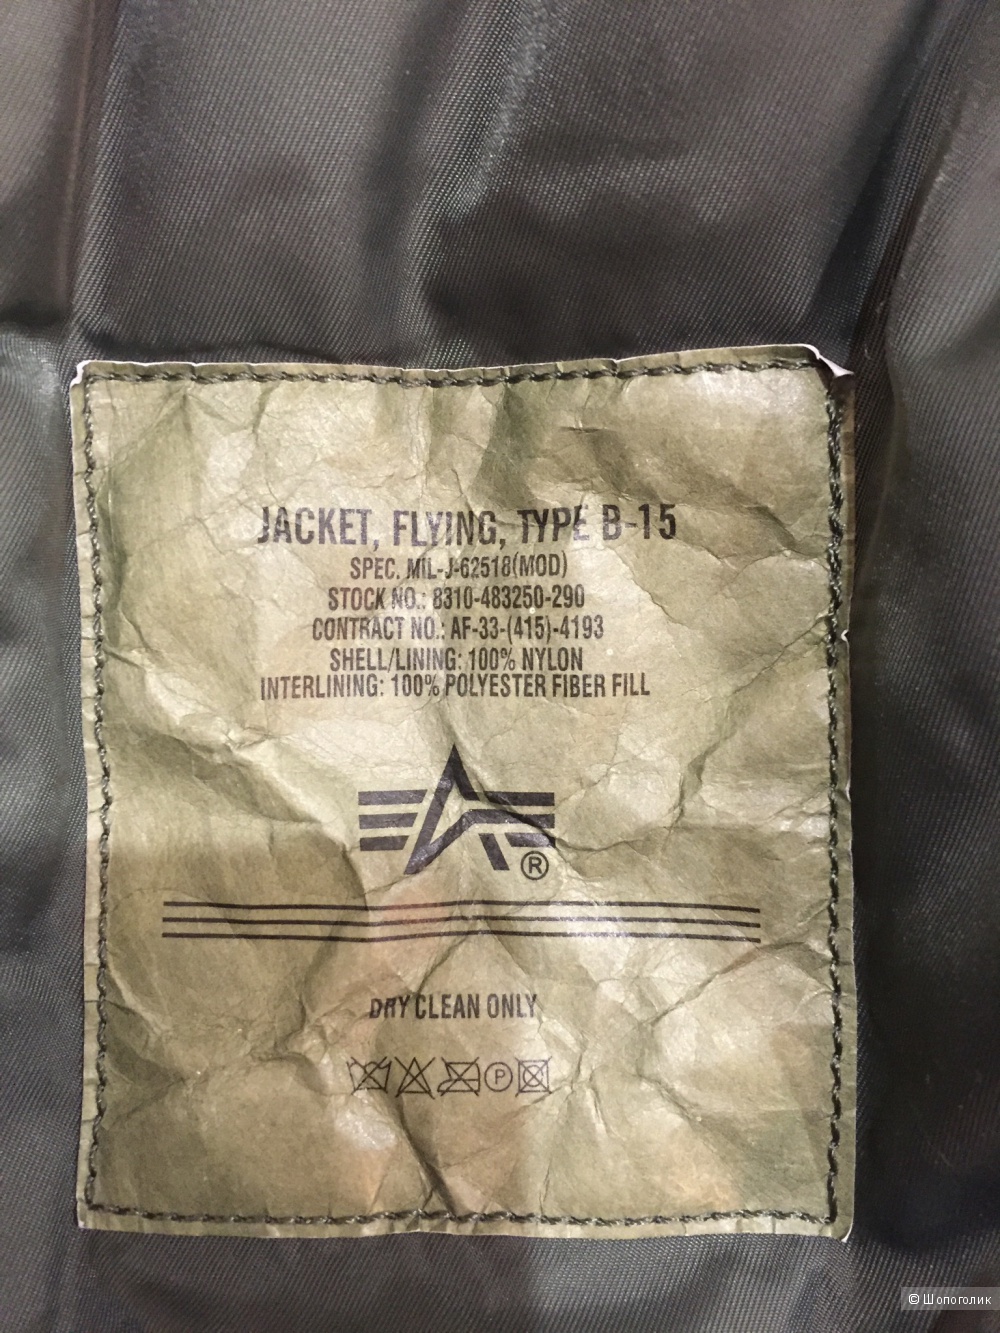 JACKET, FLYING, TYPE B-15
SPEC. MIL-J-62518(MOD)
STOCK NO.: 8310-483250-290
CONTRACT NO.: AF-33-(415)-4193
SHELL/LINING: 100% NYLON
INTERLINING: 100% POLYESTER FIBER FILL
®
DRY CLEAN ONLY
P
© Шопоголик